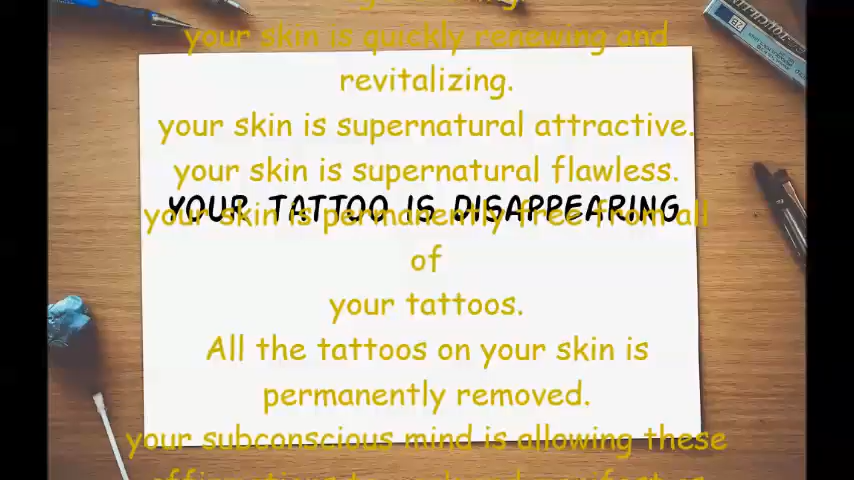 your skin is quickly renewing and
revitalizing.
your skin is supernatural attractive.
your skin is supernatural flawless.
YOUR TATTOO IS DISAPPEARING
your skin is permanently free from all
of
your tattoos.
All the tattoos on your skin is
permanently removed.
your subconscious mind is allowing these